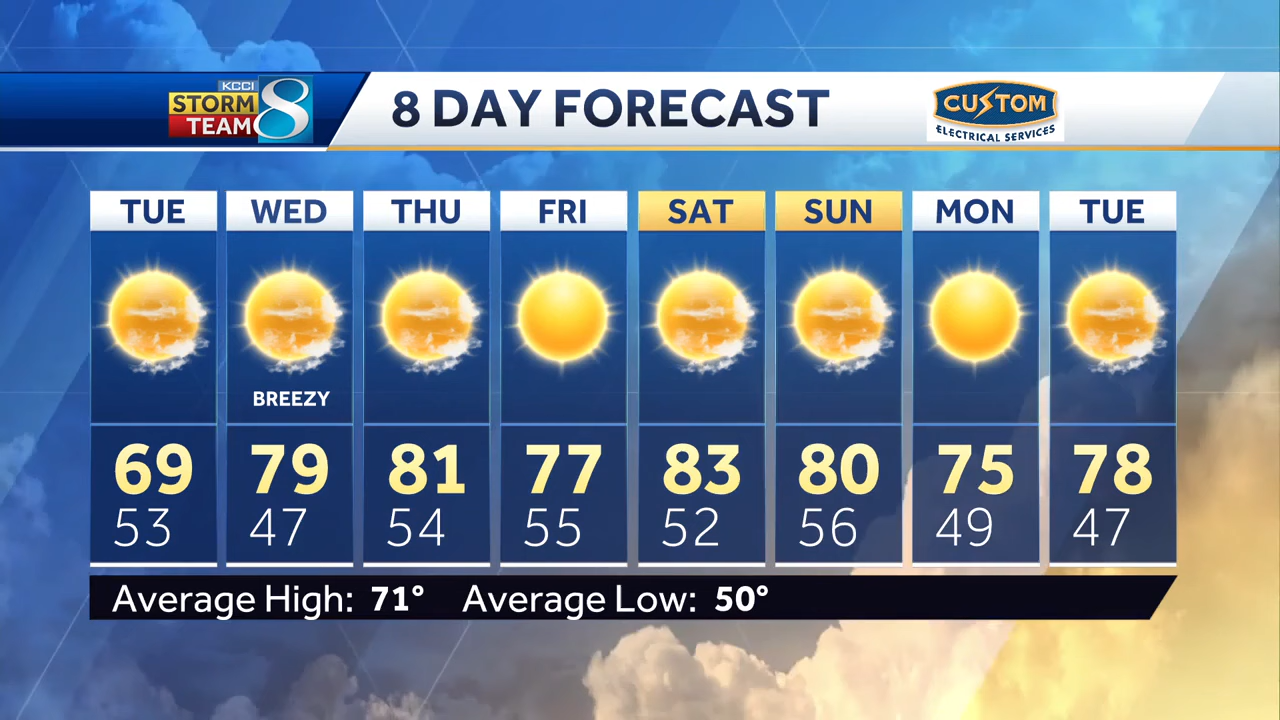 KCCI
STORM
TEAM 8
8 DAY FORECAST
CUSTOM
ELECTRICAL SERVICES
TUE WED THU FRI SAT SUN MON TUE
BREEZY
69 79 81 77 83 80 75 78
53 47 54 55 52 56 49 47
Average High: 71° Average Low: 50°